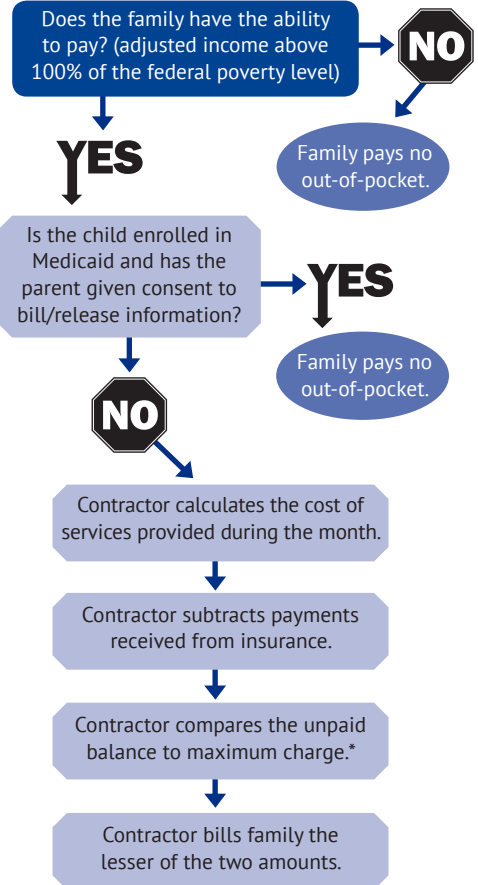 Does the family have the ability
to pay? (adjusted income above
100% of the federal poverty level)
NO
Family pays no
out-of-pocket.
YES
Is the child enrolled in
Medicaid and has the
parent given consent to
bill/release information?
YES
Family pays no
out-of-pocket.
NO
Contractor calculates the cost of
services provided during the month.
Contractor subtracts payments
received from insurance.
Contractor compares the unpaid
balance to maximum charge.*
Contractor bills family the
lesser of the two amounts.